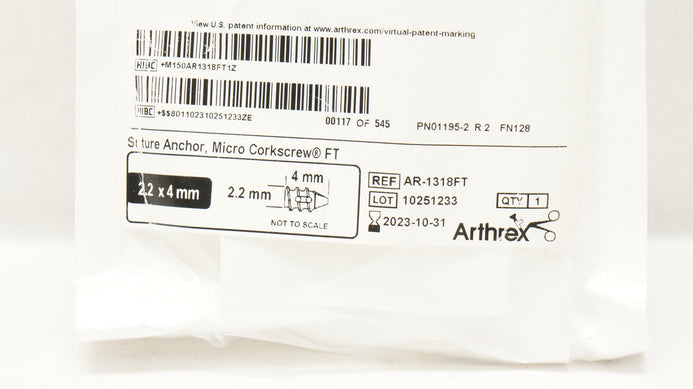 View U.S. patent information at www.arthrex.com/virtual-patent-marking
HIBC +M150AR1318FT1Z
HIBC +$$801102310251233ZE
00117 OF 545
PN01195-2 R 2 FN128
Suture Anchor, Micro Corkscrew® FT
2.2 x 4 mm
4 mm
2.2 mm
NOT TO SCALE
REF AR-1318FT
LOT 10251233
QTY 1
2023-10-31
Arthrex